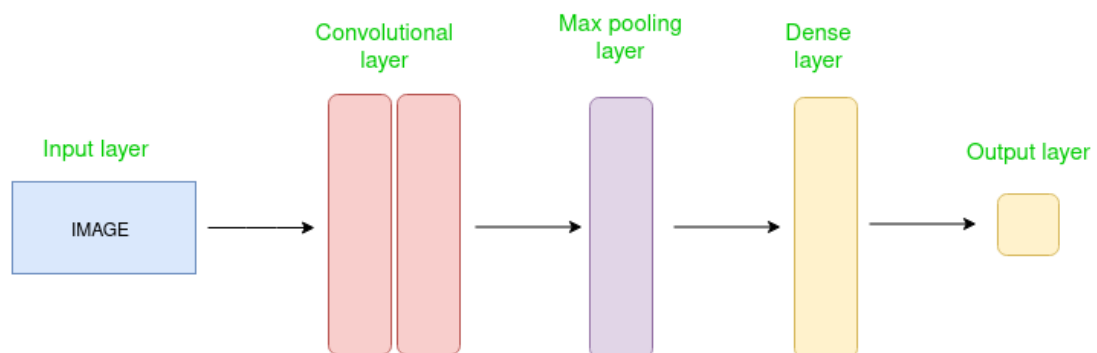 Convolutional
layer
Max pooling
layer
Dense
layer
Input layer
Output layer
IMAGE